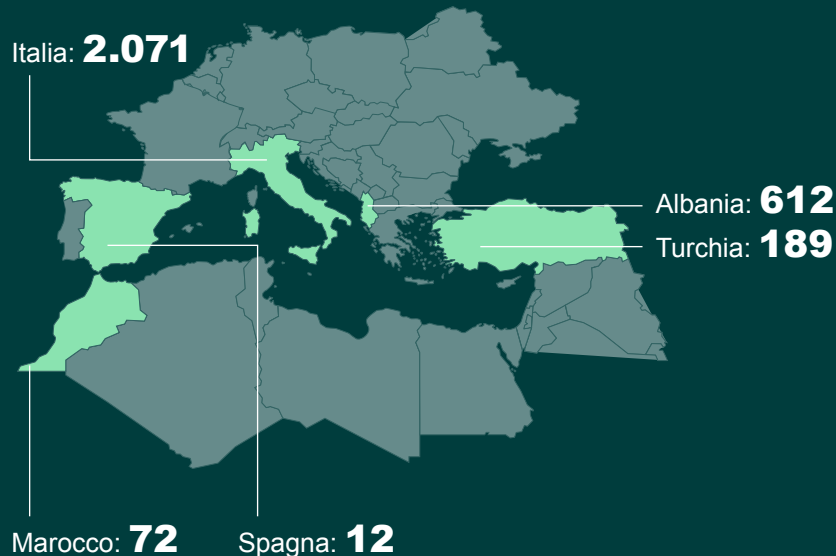 Italia: 2.071
Albania: 612
Turchia: 189
Marocco: 72
Spagna: 12